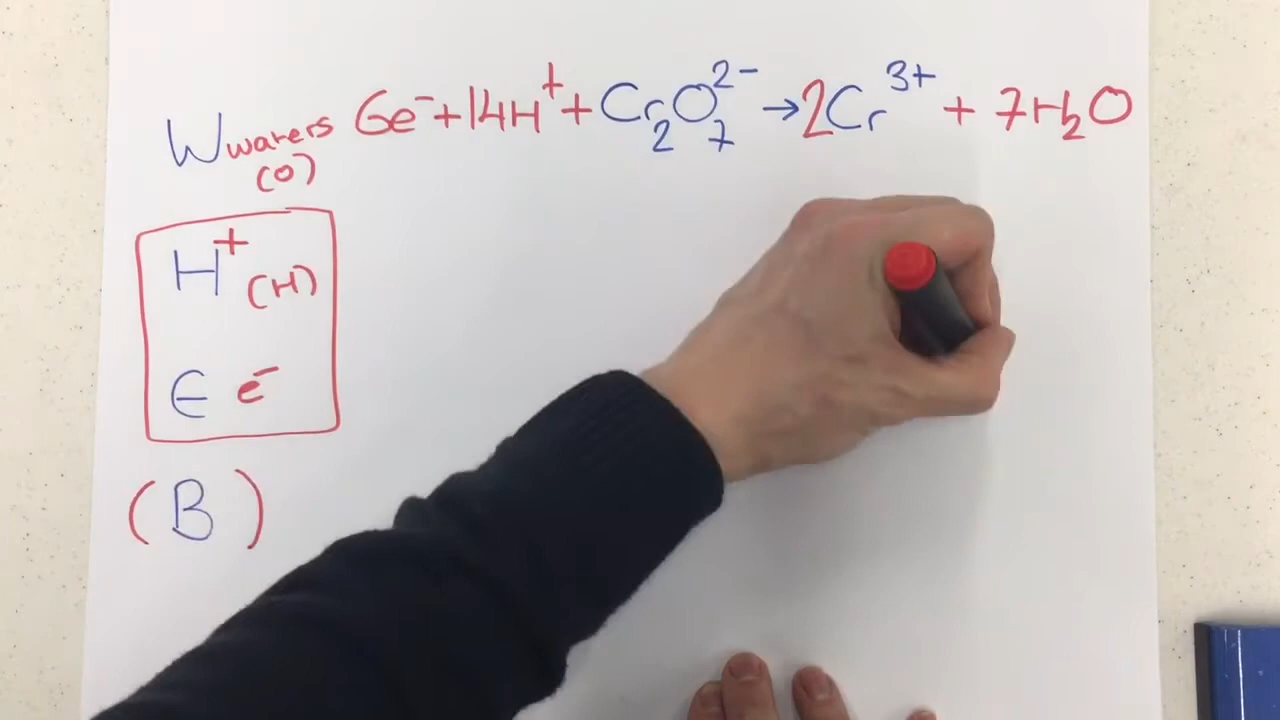 W waters 6e⁻+14H⁺+Cr₂O₇²⁻→2Cr³⁺ + 7H₂O
(O)
H⁺ (H)
E e⁻
(B)